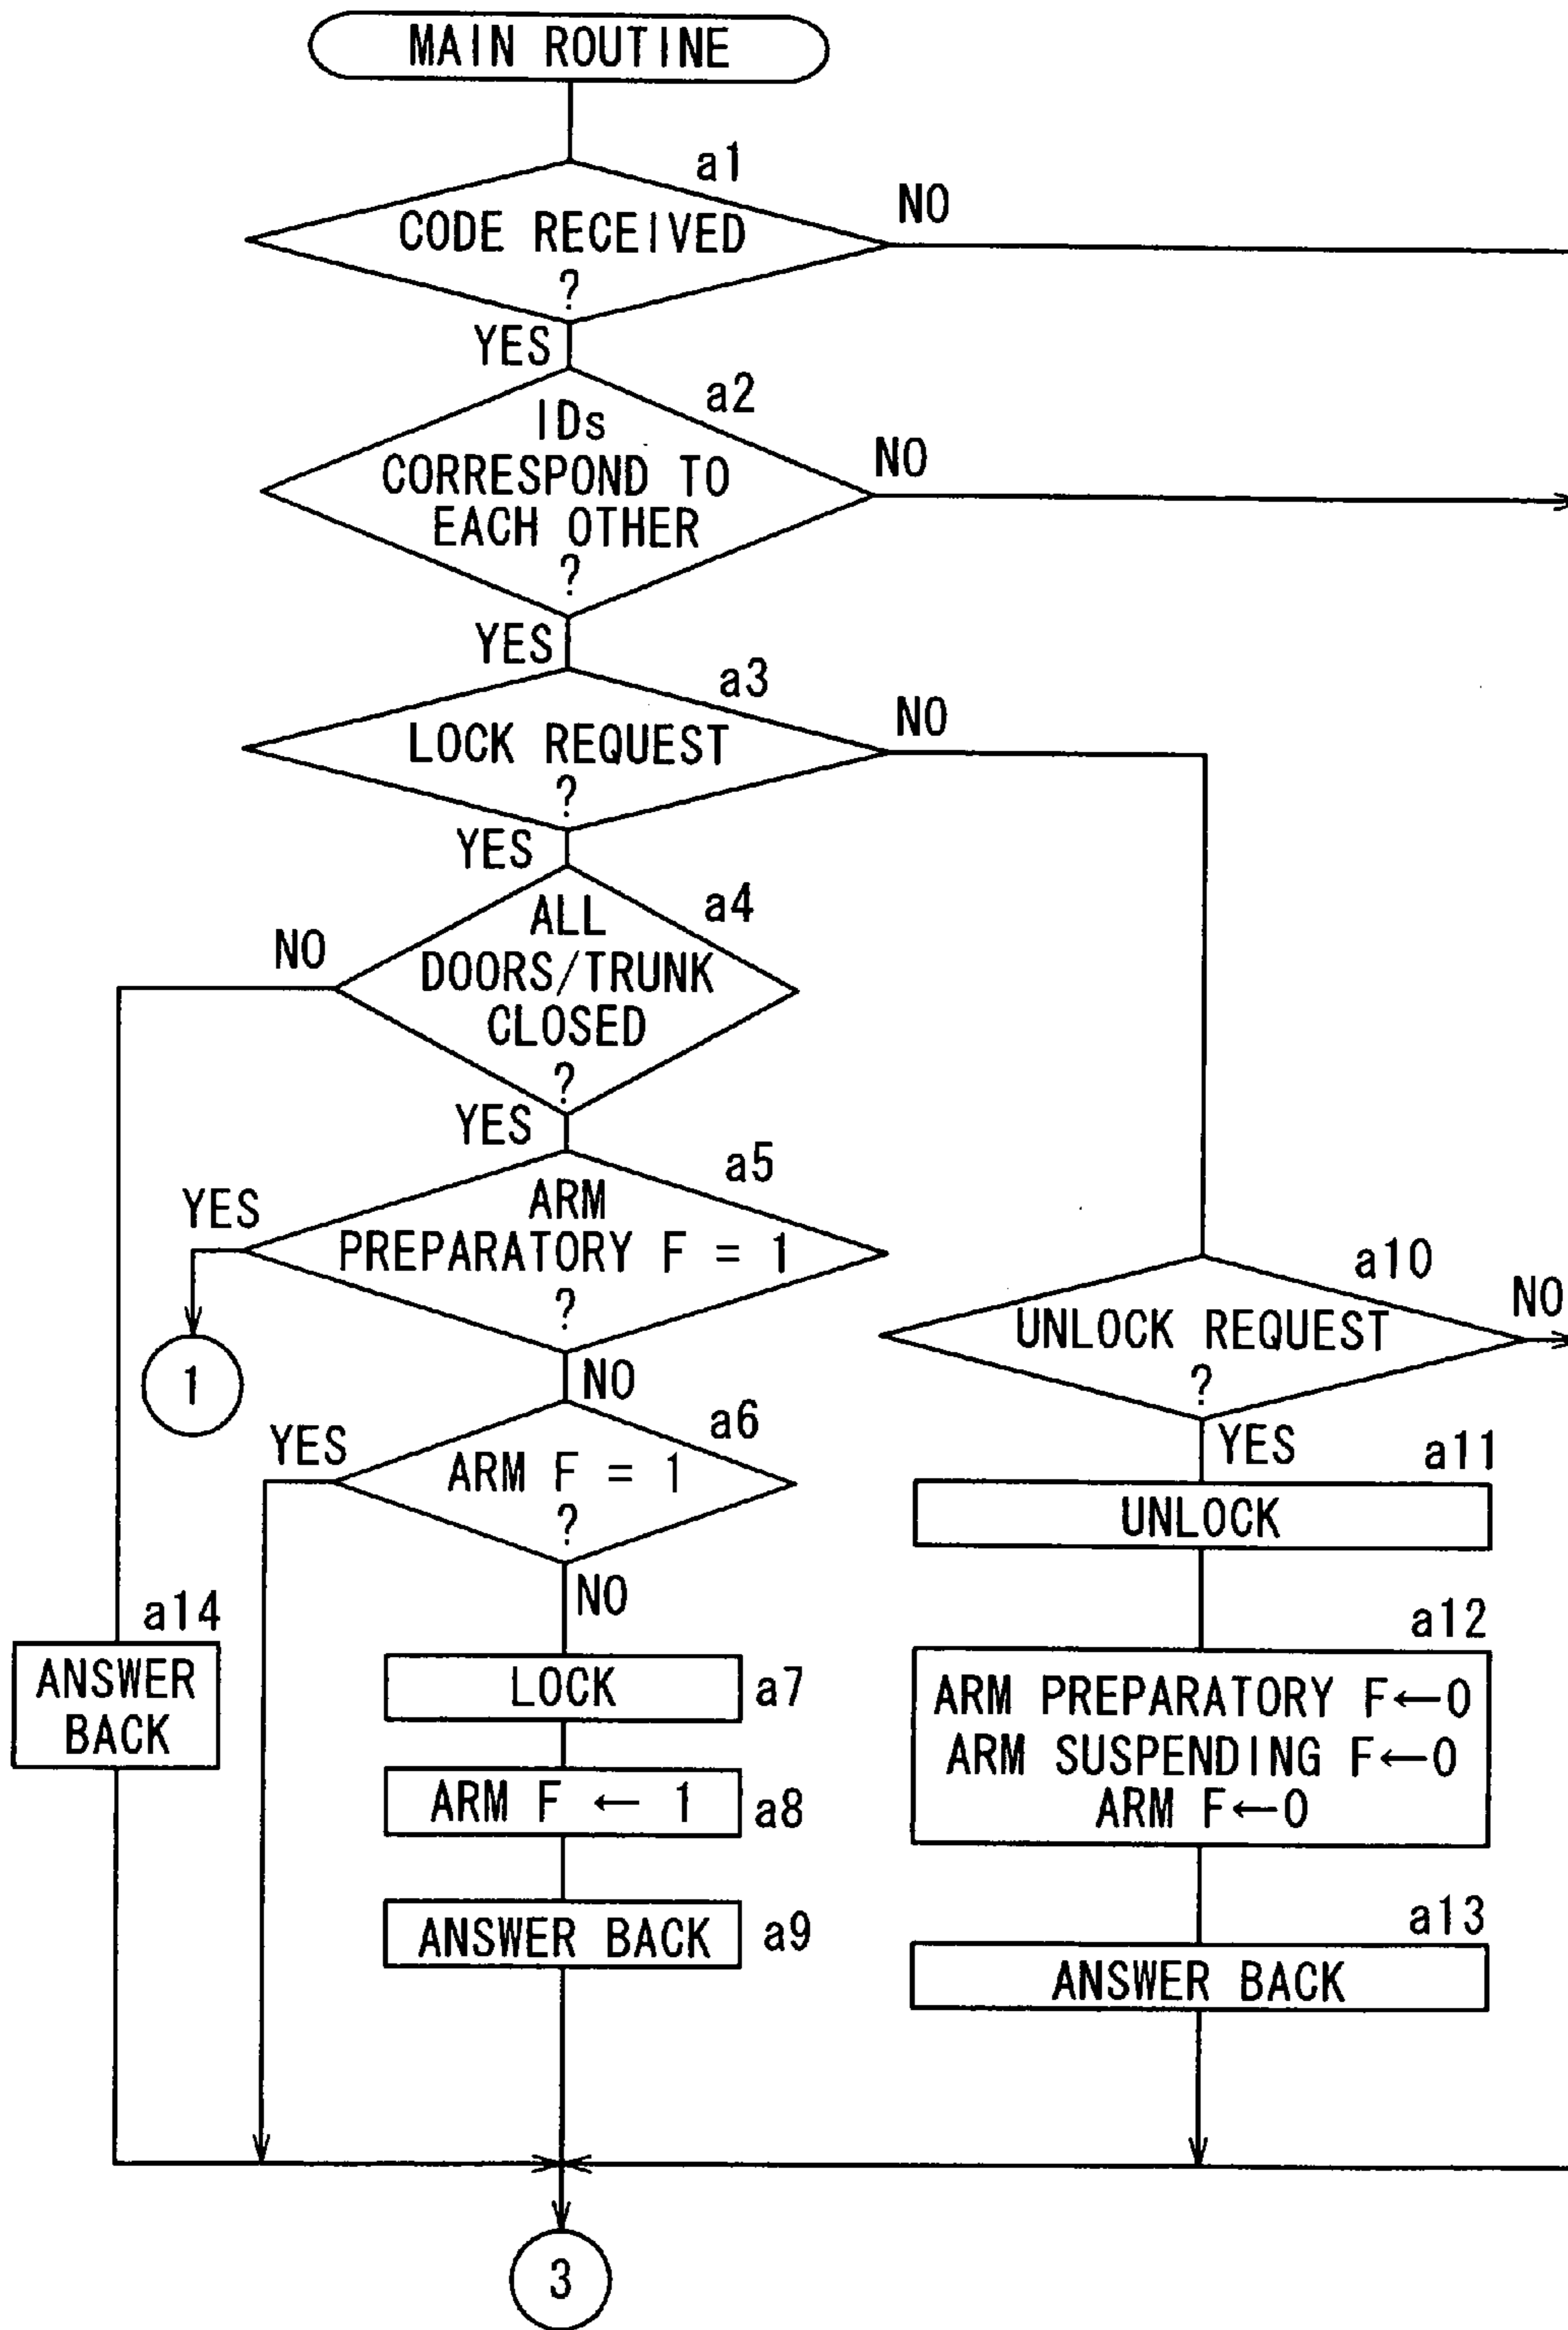 MAIN ROUTINE
a1
CODE RECEIVED
?
NO
YES
a2
IDs
CORRESPOND TO
EACH OTHER
?
NO
YES
a3
LOCK REQUEST
?
NO
YES
a4
ALL
DOORS/TRUNK
CLOSED
?
NO
YES
a5
ARM
PREPARATORY F = 1
?
YES
1
NO
a6
ARM F = 1
?
YES
NO
a14
ANSWER
BACK
LOCK
a7
ARM F ← 1
a8
ANSWER BACK
a9
a10
UNLOCK REQUEST
?
NO
YES
a11
UNLOCK
a12
ARM PREPARATORY F←0
ARM SUSPENDING F←0
ARM F←0
a13
ANSWER BACK
3